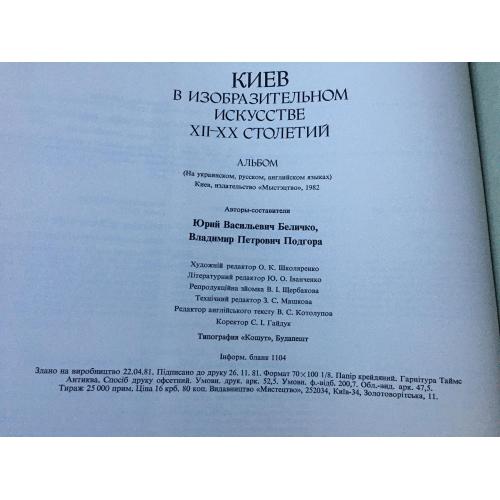 КИЕВ
В ИЗОБРАЗИТЕЛЬНОМ
ИСКУССТВЕ
XII–XX СТОЛЕТИЙ
АЛЬБОМ
(На украинском, русском, английском языках)
Киев, издательство «Мыстэцтво», 1982
Авторы-составители
Юрий Васильевич Беличко,
Владимир Петрович Подгора
Художній редактор О. К. Школяренко
Літературний редактор Ю. О. Іванченко
Репродукційна зйомка В. І. Щербакова
Технічний редактор З. С. Машкова
Редактор англійського тексту В. С. Котолупов
Коректор С. І. Гайдук
Типография «Кошут», Будапешт
Інформ. бланк 1104
Здано на виробництво 22.04.81. Підписано до друку 26. 11. 81. Формат 70×100 1/8. Папір крейдяний. Гарнітура Таймс
Антиква, Спосіб друку офсетний. Умовн. друк. арк. 52,5. Умовн. ф.-відб. 200,7. Обл.-вид. арк. 47,5.
Тираж 25 000 прим. Ціна 16 крб. 80 коп. Видавництво «Мистецтво», 252034, Київ-34, Золотоворітська, 11.